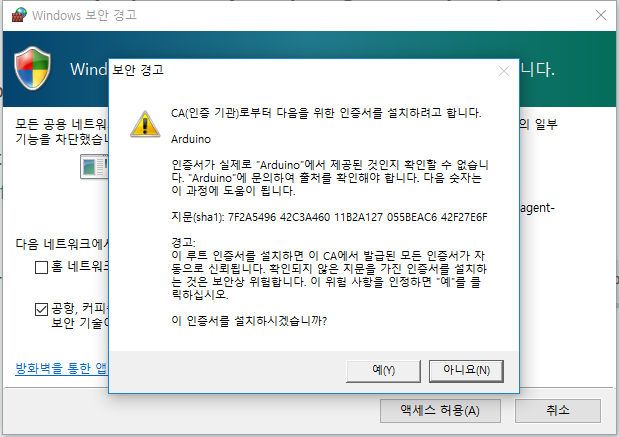 Windows 보안 경고
보안 경고
CA(인증 기관)로부터 다음을 위한 인증서를 설치하려고 합니다.
Arduino
인증서가 실제로 "Arduino"에서 제공된 것인지 확인할 수 없습니
다. "Arduino"에 문의하여 출처를 확인해야 합니다. 다음 숫자는
이 과정에 도움이 됩니다.
지문(sha1): 7F2A5496 42C3A460 11B2A127 055BEAC6 42F27E6F
경고:
이 루트 인증서를 설치하면 이 CA에서 발급된 모든 인증서가 자
동으로 신뢰됩니다. 확인되지 않은 지문을 가진 인증서를 설치하
는 것은 보안상 위험합니다. 이 위험 사항을 인정하면 "예"를 클
릭하십시오.
이 인증서를 설치하시겠습니까?
예(Y) 아니요(N)
니다.
모든 공용 네트워 의 일부
기능을 차단했습니
agent-
다음 네트워크에서
홈 네트워크
공항, 커피
보안 기술이
방화벽을 통한 앱
액세스 허용(A) 취소